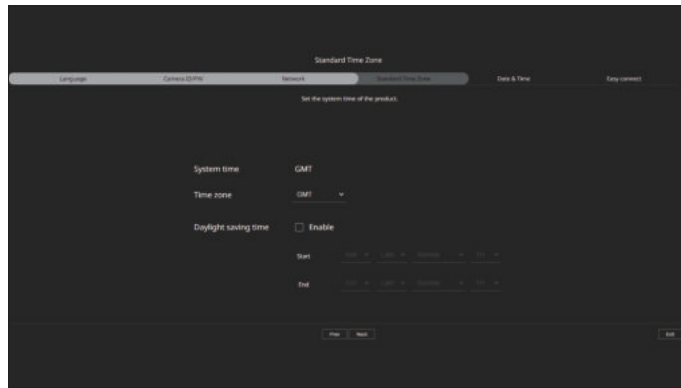 Standard Time Zone
Language Camera ID/PW Network Standard Time Zone Date & Time Easy connect
Set the system time of the product.
System time GMT
Time zone GMT
Daylight saving time Enable
Start
End
Prev Next Exit